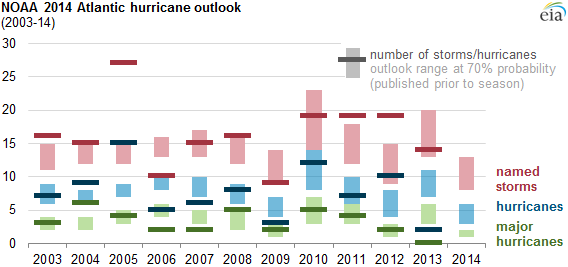 NOAA 2014 Atlantic hurricane outlook
(2003-14)
eia
30
25
20
15
10
5
0
number of storms/hurricanes
outlook range at 70% probability
(published prior to season)
named
storms
hurricanes
major
hurricanes
2003 2004 2005 2006 2007 2008 2009 2010 2011 2012 2013 2014